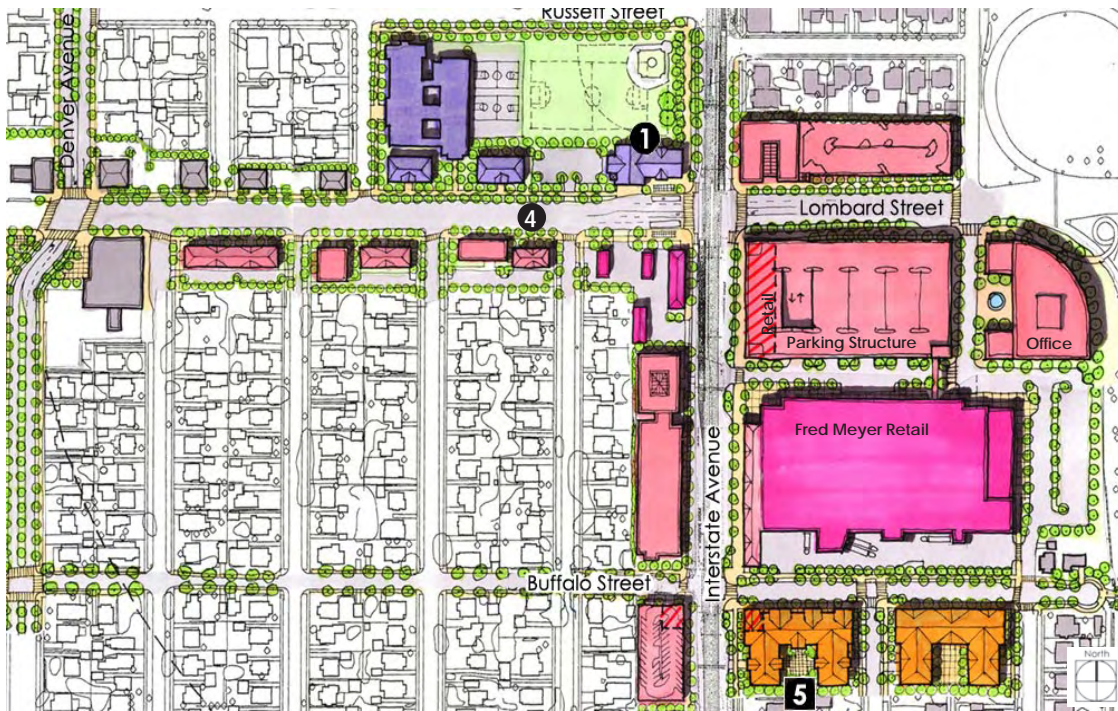 Russett Street
Denver Avenue
1
4
Lombard Street
Retail
Parking Structure
Office
Fred Meyer Retail
Interstate Avenue
Buffalo Street
5
North